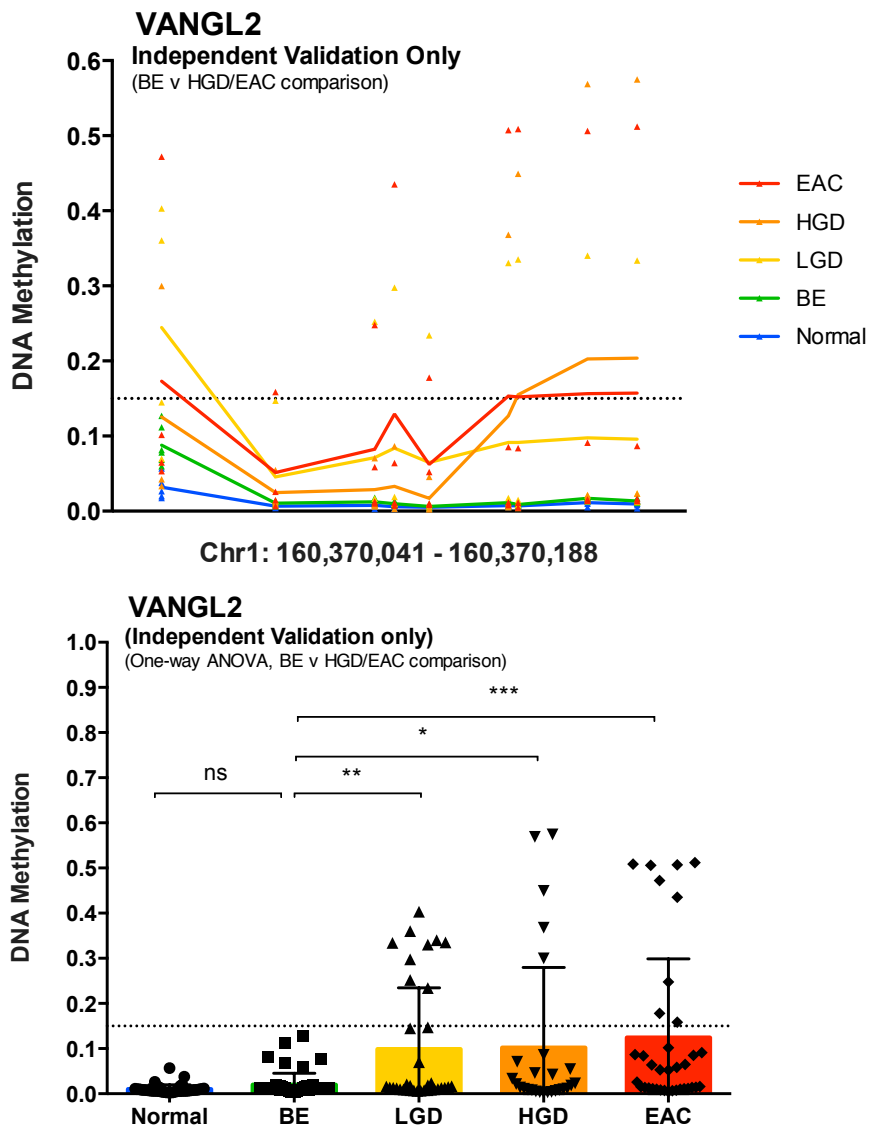 VANGL2
Independent Validation Only
(BE v HGD/EAC comparison)
0.6
0.5
0.4
0.3
0.2
0.1
0.0
DNA Methylation
Chr1: 160,370,041 - 160,370,188
EAC
HGD
LGD
BE
Normal
VANGL2
(Independent Validation only)
(One-way ANOVA, BE v HGD/EAC comparison)
1.0
0.9
0.8
0.7
0.6
0.5
0.4
0.3
0.2
0.1
0.0
DNA Methylation
***
*
ns
**
Normal BE LGD HGD EAC